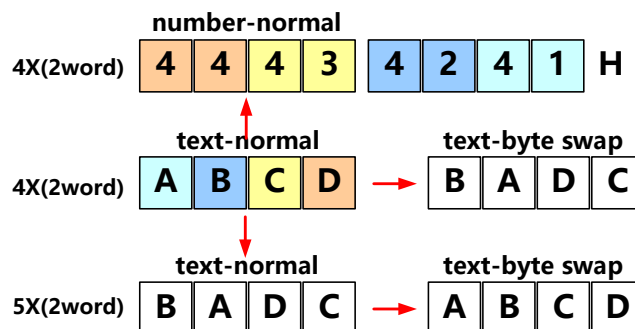 number-normal
4X(2word) 4 4 4 3 4 2 4 1 H
text-normal text-byte swap
4X(2word) A B C D B A D C
text-normal text-byte swap
5X(2word) B A D C A B C D